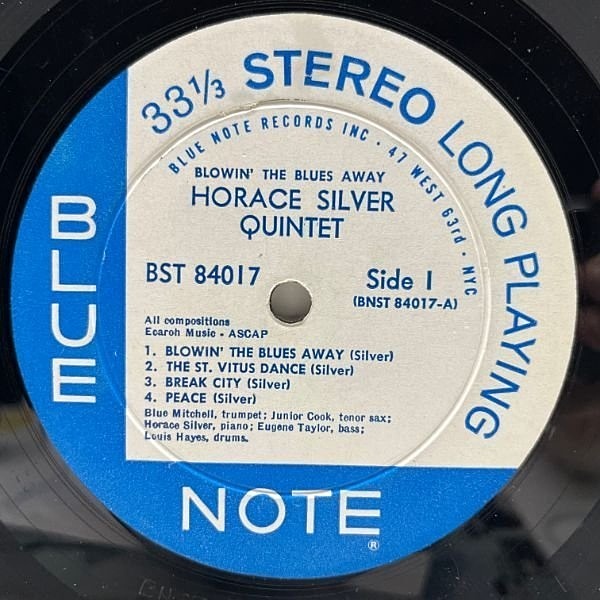 33⅓ STEREO LONG PLAYING
BLUE NOTE RECORDS INC • 47 WEST 63rd • NYC
BLOWIN' THE BLUES AWAY
HORACE SILVER
QUINTET
BST 84017
Side 1
(BNST 84017-A)
All compositions
Ecaroh Music - ASCAP
1. BLOWIN' THE BLUES AWAY (Silver)
2. THE ST. VITUS DANCE (Silver)
3. BREAK CITY (Silver)
4. PEACE (Silver)
Blue Mitchell, trumpet; Junior Cook, tenor sax;
Horace Silver, piano; Eugene Taylor, bass;
Louis Hayes, drums.
BLUE
NOTE
®